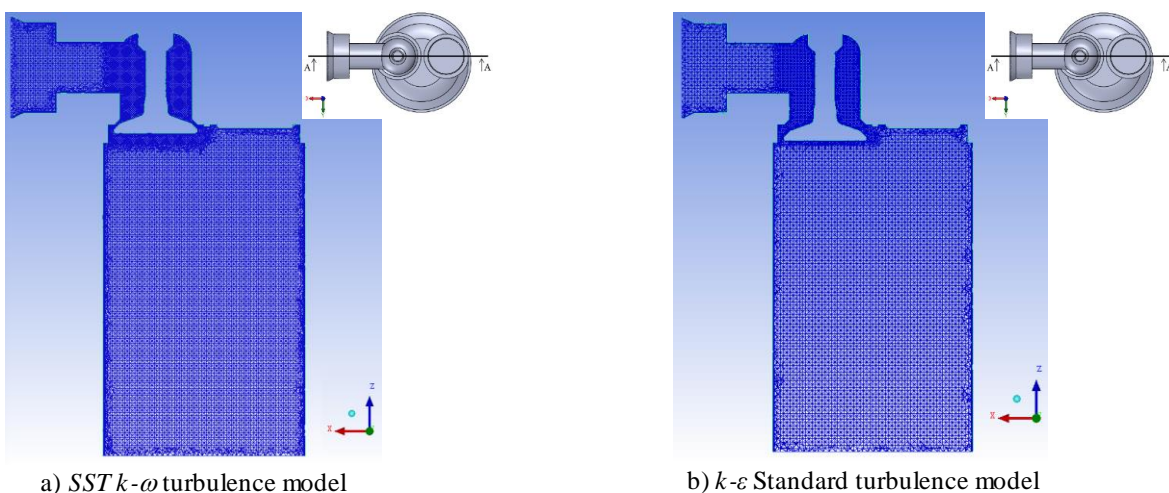 A A
X
Y
Z
X
a) SST k-ω turbulence model
A A
X
Y
Z
X
b) k-ε Standard turbulence model